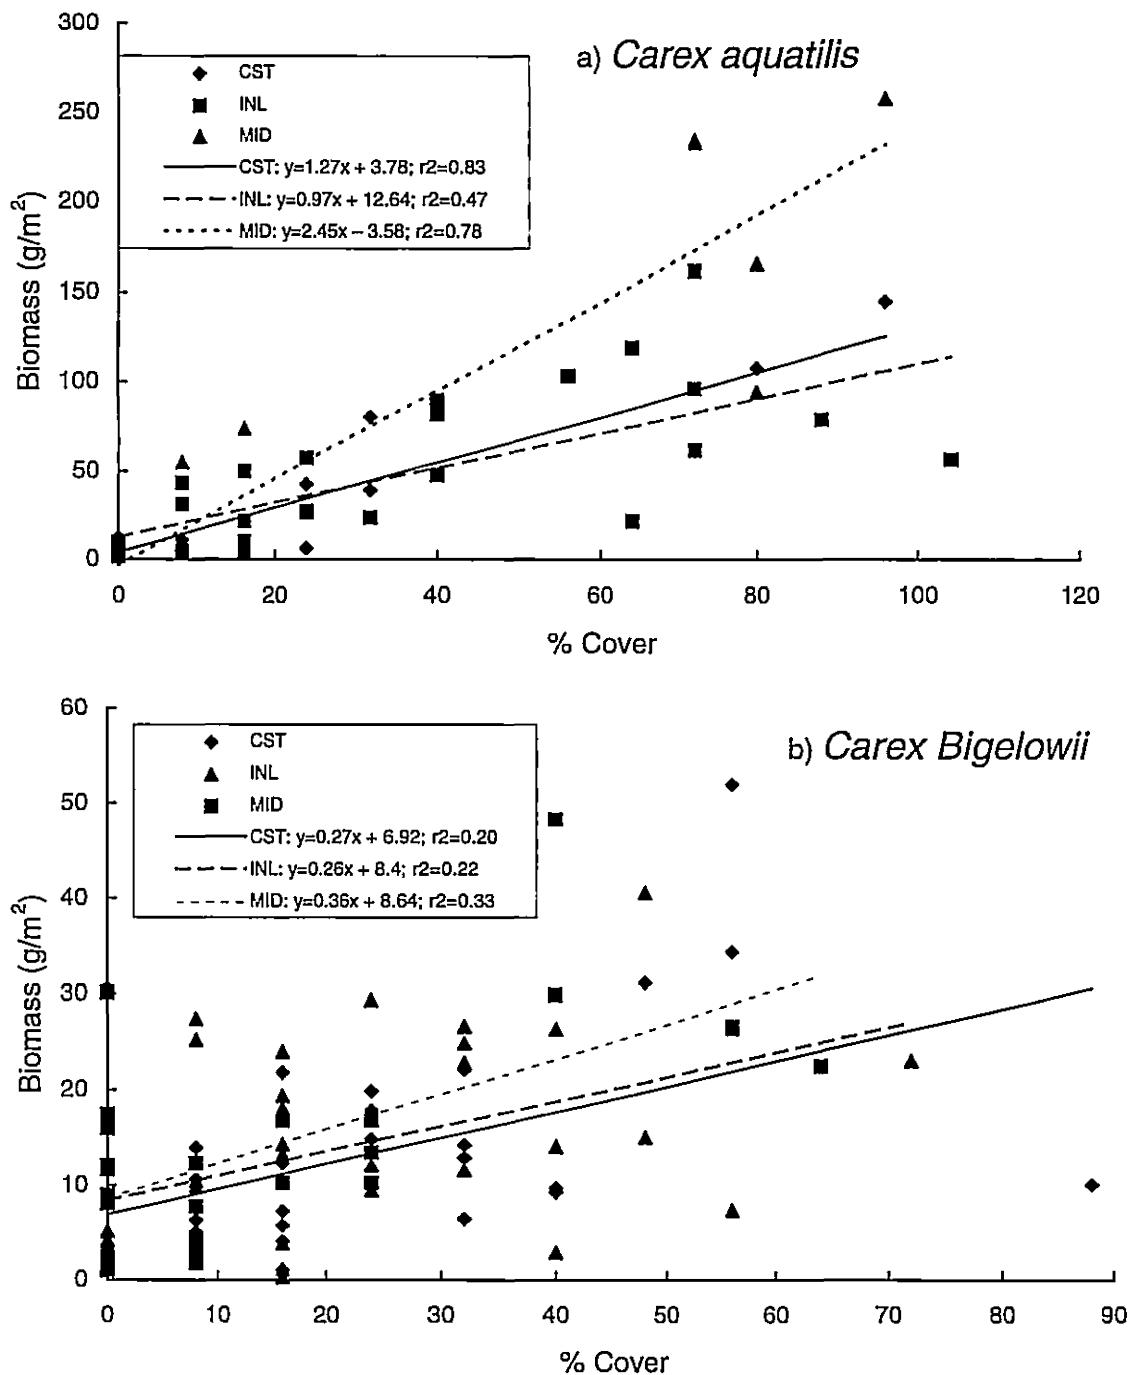 300
250
200
150
100
50
0
Biomass (g/m²)
a) Carex aquatilis
CST
INL
MID
CST: y=1.27x + 3.78; r2=0.83
INL: y=0.97x + 12.64; r2=0.47
MID: y=2.45x – 3.58; r2=0.78
0 20 40 60 80 100 120
% Cover
60
50
40
30
20
10
0
Biomass (g/m²)
b) Carex Bigelowii
CST
INL
MID
CST: y=0.27x + 6.92; r2=0.20
INL: y=0.26x + 8.4; r2=0.22
MID: y=0.36x + 8.64; r2=0.33
0 10 20 30 40 50 60 70 80 90
% Cover